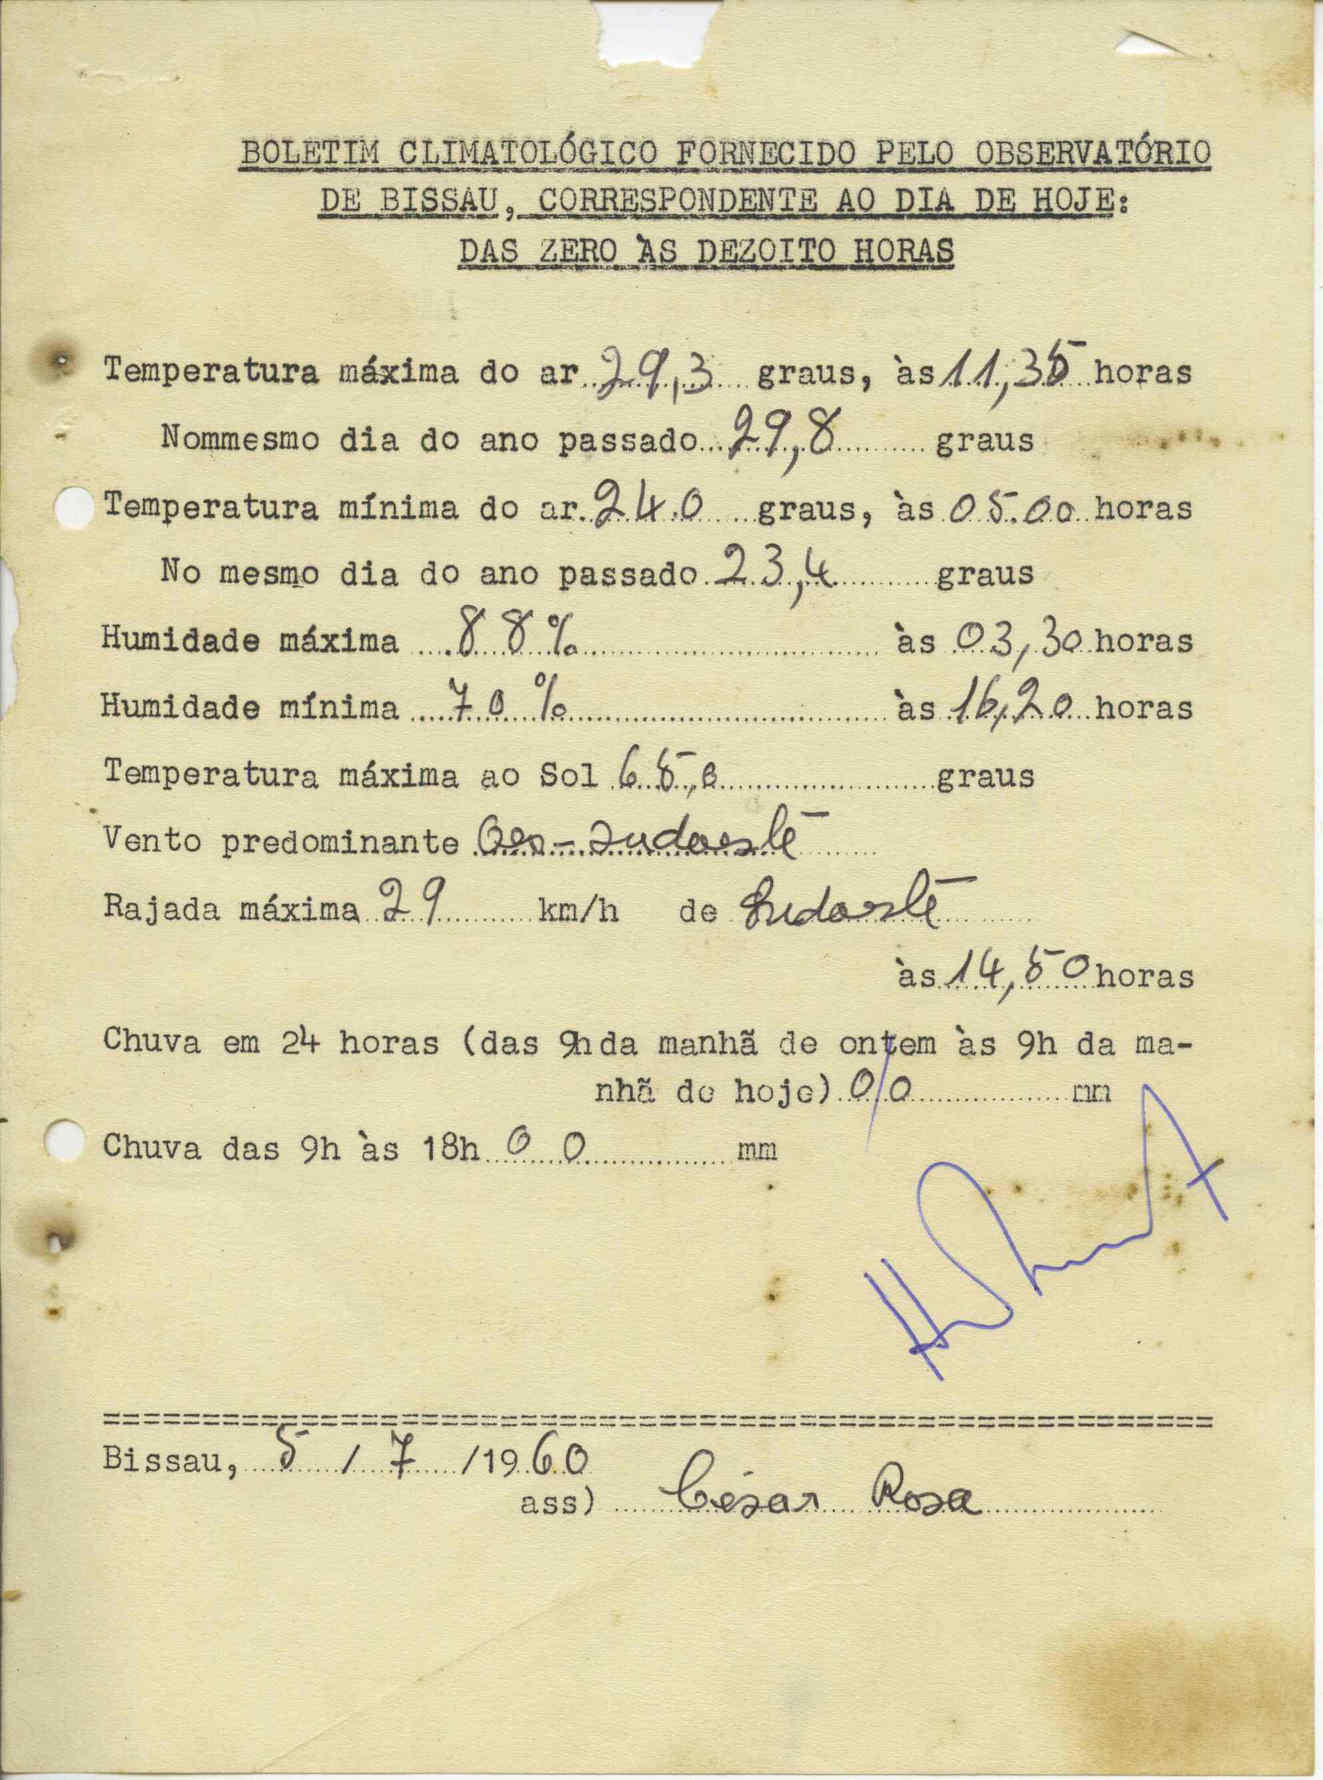 BOLETIM CLIMATOLÓGICO FORNECIDO PELO OBSERVATÓRIO
DE BISSAU, CORRESPONDENTE AO DIA DE HOJE:
DAS ZERO ÀS DEZOITO HORAS
Temperatura máxima do ar 29,3 graus, às 11,35 horas
Nommesmo dia do ano passado 29,8 graus
Temperatura mínima do ar 24.0 graus, às 05.00 horas
No mesmo dia do ano passado 23,4 graus
Humidade máxima 88% às 03,30 horas
Humidade mínima 70% às 16,20 horas
Temperatura máxima ao Sol 65,0 graus
Vento predominante Oes-sudoeste
Rajada máxima 29 km/h de Sudoeste
às 14,50 horas
Chuva em 24 horas (das 9h da manhã de ontem às 9h da ma-
nhã de hoje) 0/0 mm
Chuva das 9h às 18h 0 0 mm
==========================================================
Bissau, 5 / 7 /1960
ass) César Rosa